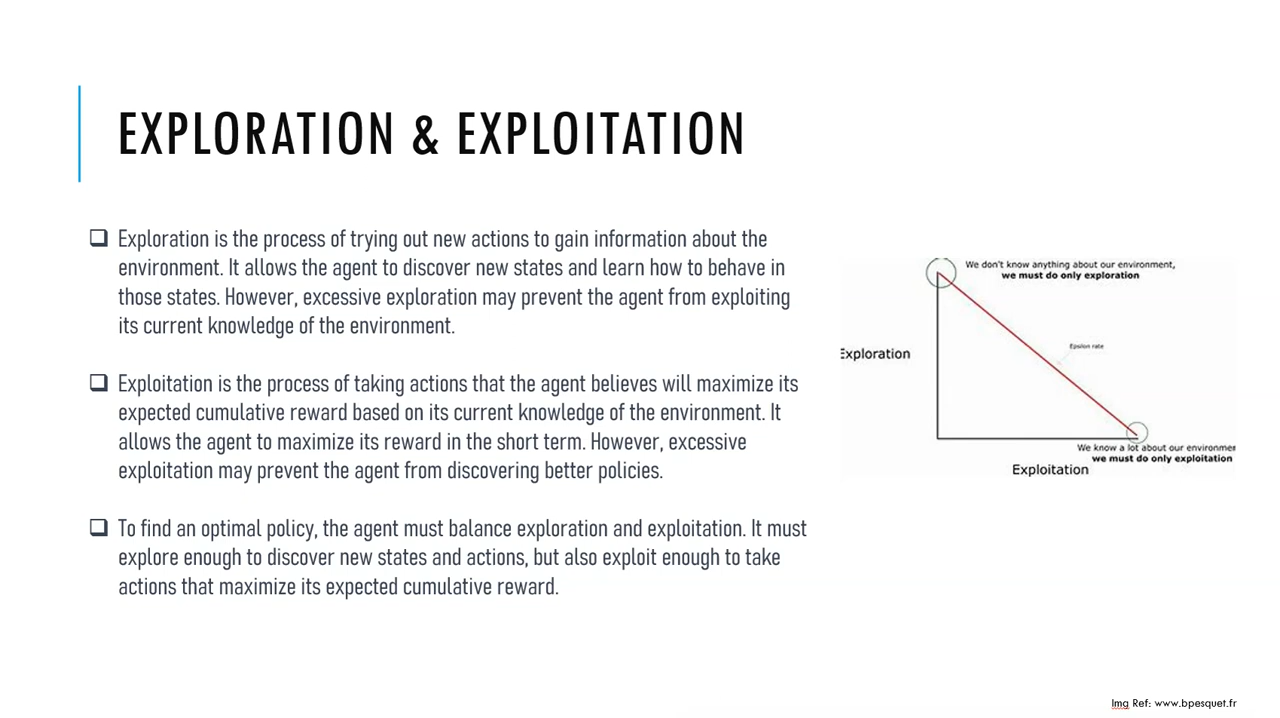 EXPLORATION & EXPLOITATION
Exploration is the process of trying out new actions to gain information about the
environment. It allows the agent to discover new states and learn how to behave in
those states. However, excessive exploration may prevent the agent from exploiting
its current knowledge of the environment.
Exploitation is the process of taking actions that the agent believes will maximize its
expected cumulative reward based on its current knowledge of the environment. It
allows the agent to maximize its reward in the short term. However, excessive
exploitation may prevent the agent from discovering better policies.
To find an optimal policy, the agent must balance exploration and exploitation. It must
explore enough to discover new states and actions, but also exploit enough to take
actions that maximize its expected cumulative reward.
We don't know anything about our environment,
we must do only exploration
Epsilon rate
Exploration
We know a lot about our environmen
we must do only exploitation
Exploitation
Img Ref: www.bpesquet.fr